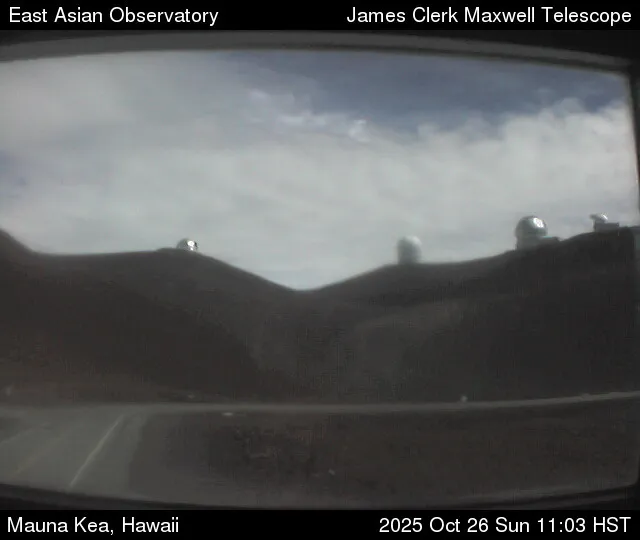 East Asian Observatory
James Clerk Maxwell Telescope
Mauna Kea, Hawaii
2025 Oct 26 Sun 11:03 HST